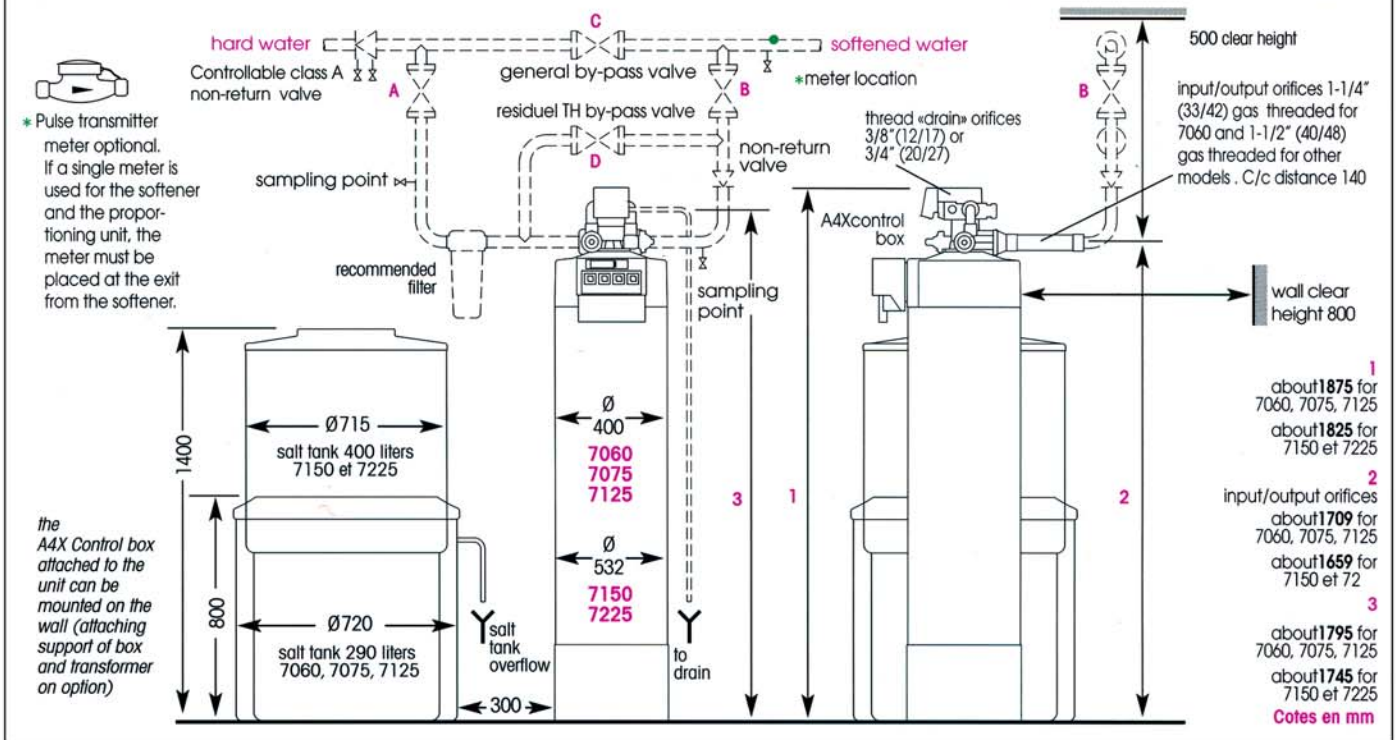 C
hard water
softened water
Controllable class A
non-return valve
general by-pass valve
*meter location
A
B
residuel TH by-pass valve
D
non-return
valve
sampling point
* Pulse transmitter
meter optional.
If a single meter is
used for the softener
and the propor-
tioning unit, the
meter must be
placed at the exit
from the softener.
recommended
filter
sampling
point
thread «drain» orifices
3/8"(12/17) or
3/4" (20/27)
A4Xcontrol
box
B
500 clear height
input/output orifices 1-1/4"
(33/42) gas threaded for
7060 and 1-1/2" (40/48)
gas threaded for other
models . C/c distance 140
wall clear
height 800
1400
Ø715
salt tank 400 liters
7150 et 7225
800
Ø720
salt tank 290 liters
7060, 7075, 7125
the
A4X Control box
attached to the
unit can be
mounted on the
wall (attaching
support of box
and transformer
on option)
salt
tank
overflow
300
Ø
400
7060
7075
7125
Ø
532
7150
7225
to
drain
3
1
2
1
about1875 for
7060, 7075, 7125
about1825 for
7150 et 7225
2
input/output orifices
about1709 for
7060, 7075, 7125
about1659 for
7150 et 72
3
about1795 for
7060, 7075, 7125
about1745 for
7150 et 7225
Cotes en mm